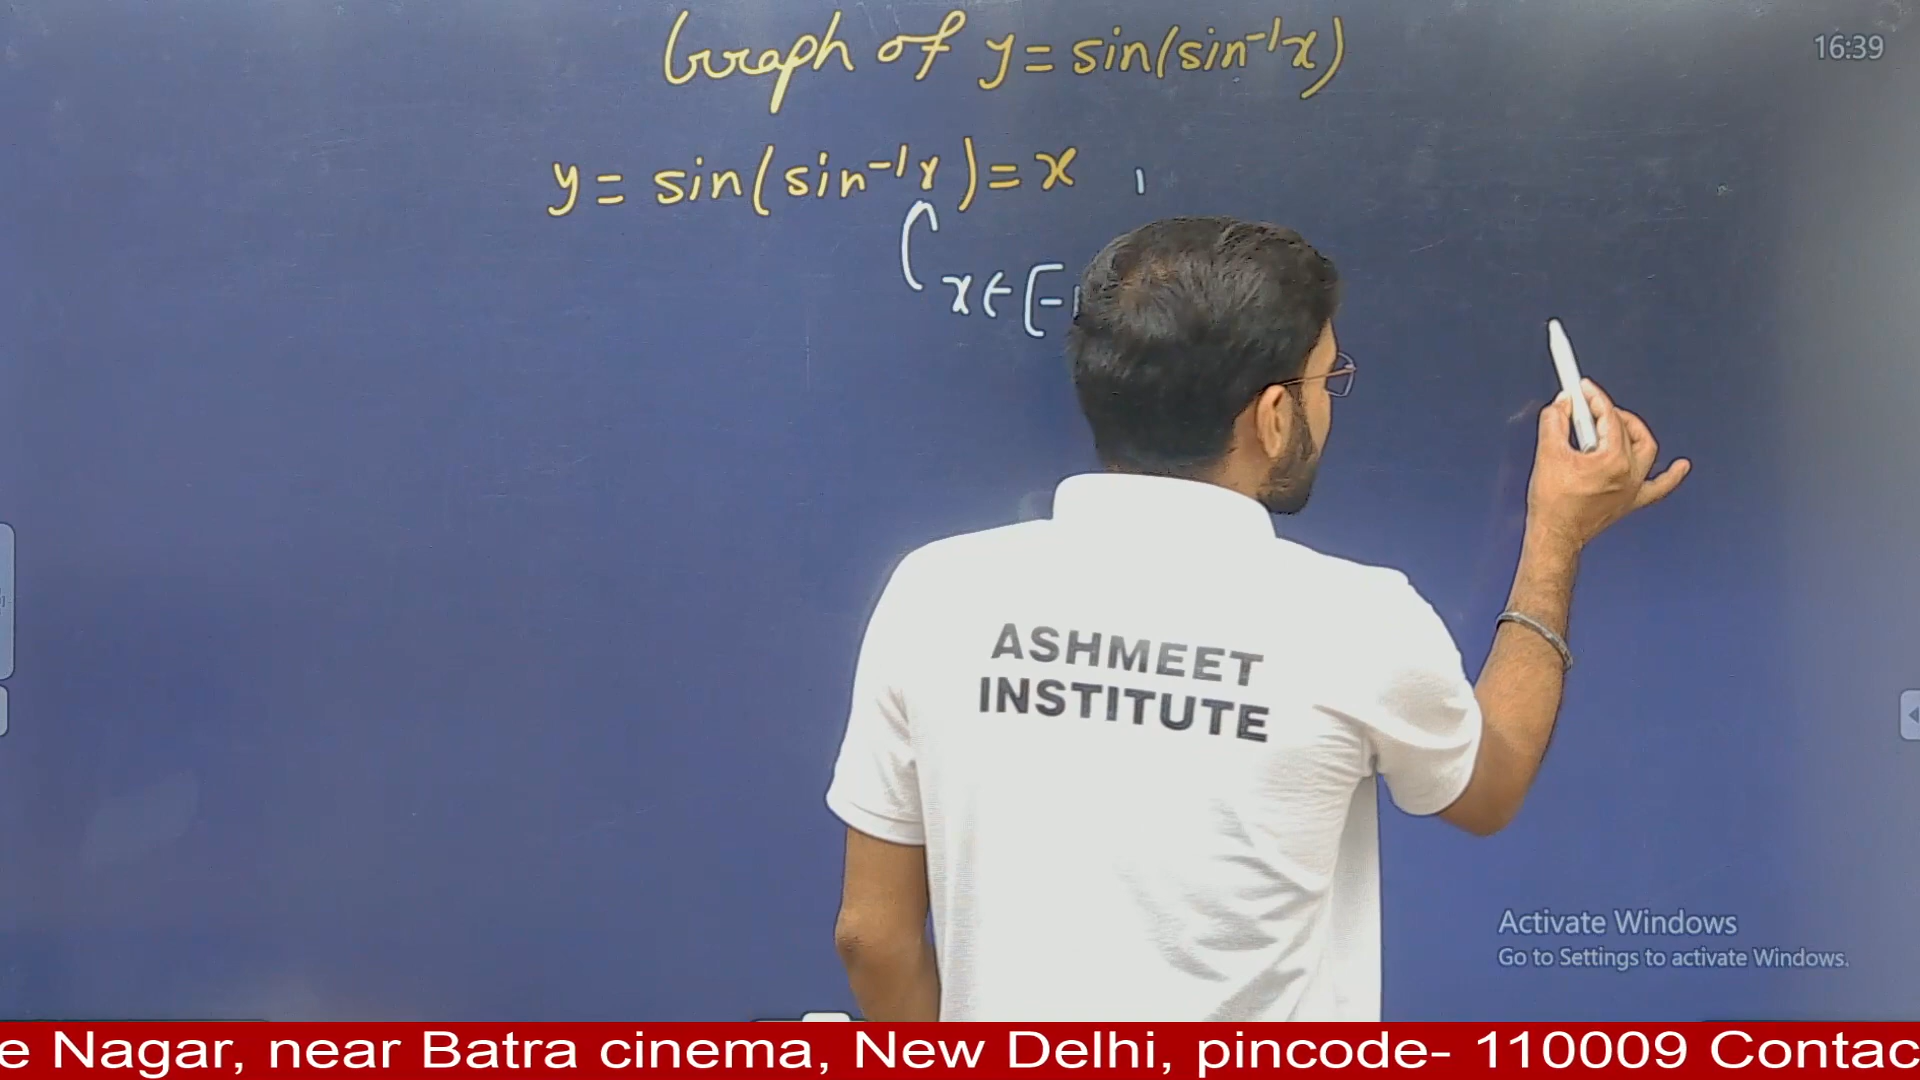 Graph of y = sin(sin⁻¹x)
16:39
y = sin(sin⁻¹x) = x ,
x ∈ [-1
ASHMEET
INSTITUTE
Activate Windows
Go to Settings to activate Windows.
e Nagar, near Batra cinema, New Delhi, pincode- 110009 Contac